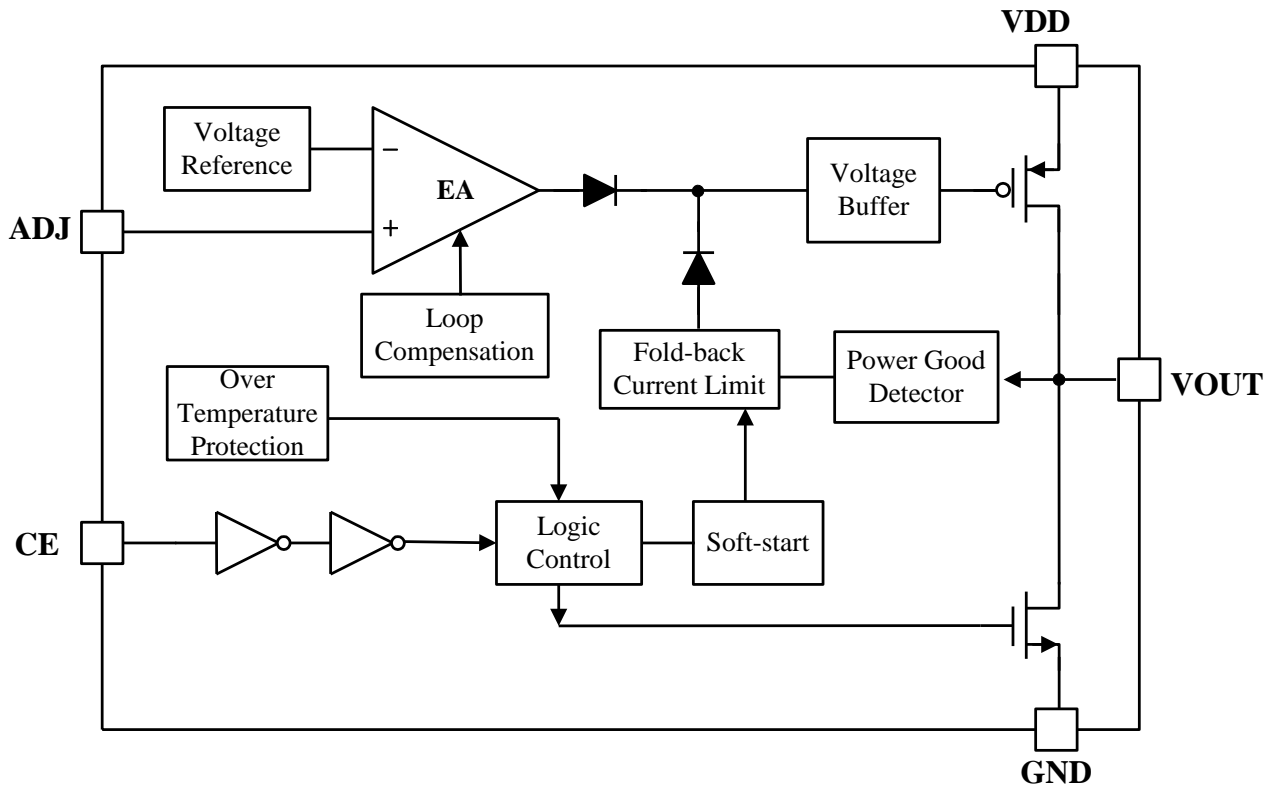 VDD
Voltage
Reference
−
EA
+
Voltage
Buffer
ADJ
Loop
Compensation
Fold-back
Current Limit
Power Good
Detector
VOUT
Over
Temperature
Protection
CE
Logic
Control
Soft-start
GND